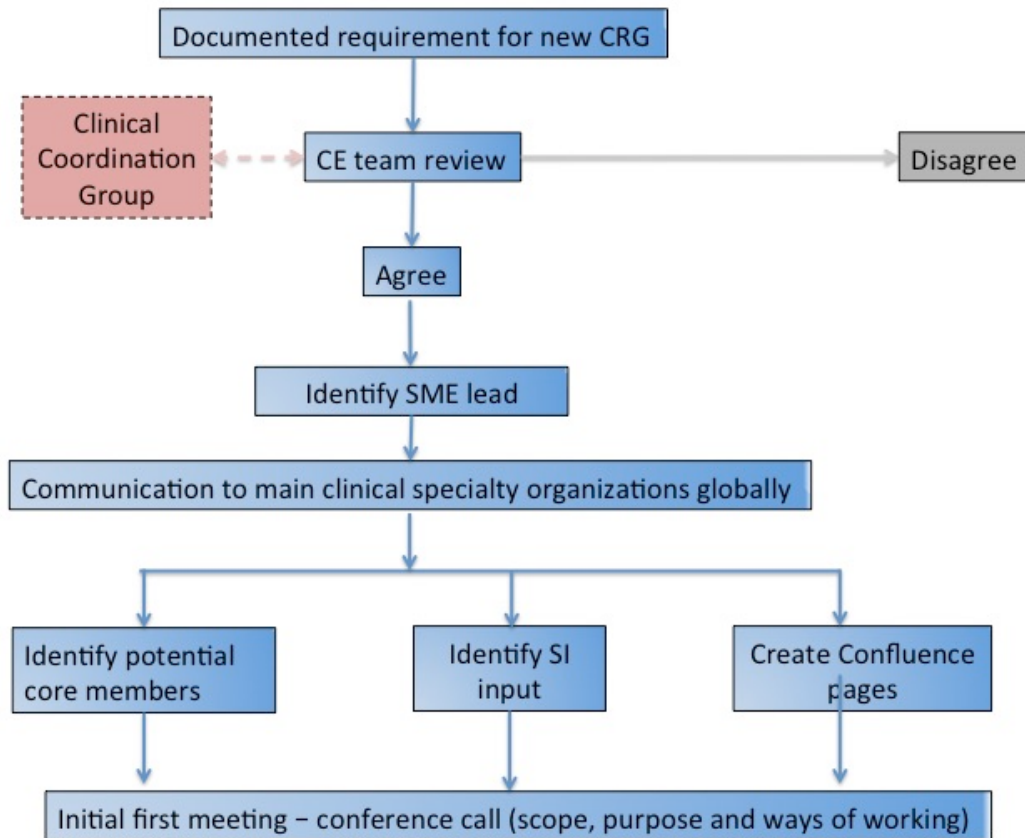 Documented requirement for new CRG
Clinical
Coordination
Group
CE team review
Disagree
Agree
Identify SME lead
Communication to main clinical specialty organizations globally
Identify potential
core members
Identify SI
input
Create Confluence
pages
Initial first meeting – conference call (scope, purpose and ways of working)